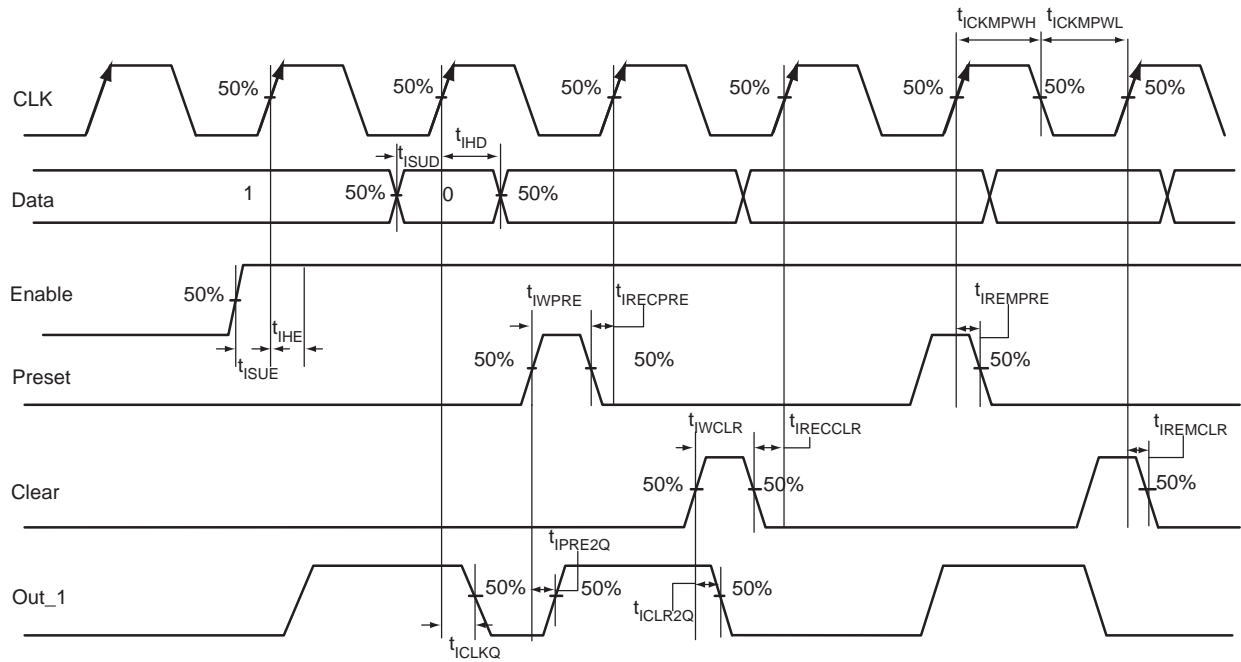 tICKMPWH tICKMPWL
CLK 50% 50% 50% 50% 50% 50% 50%
tISUD tIHD
Data 1 50% 0 50%
Enable 50%
tIHE
tISUE
tIWPRE tIRECPRE tIREMPRE
Preset 50% 50% 50%
tIWCLR tIRECCLR tIREMCLR
Clear 50% 50% 50%
tIPRE2Q
Out_1 50% 50% 50%
tICLR2Q
tICLKQ